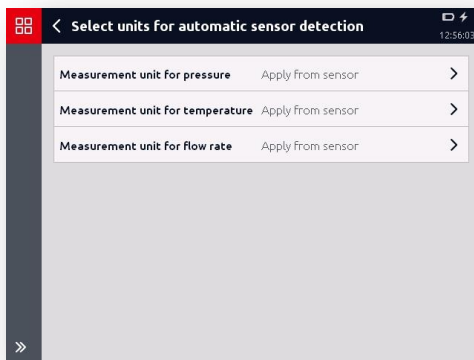 Select units for automatic sensor detection
12:56:03
Measurement unit for pressure Apply from sensor
Measurement unit for temperature Apply from sensor
Measurement unit for flow rate Apply from sensor